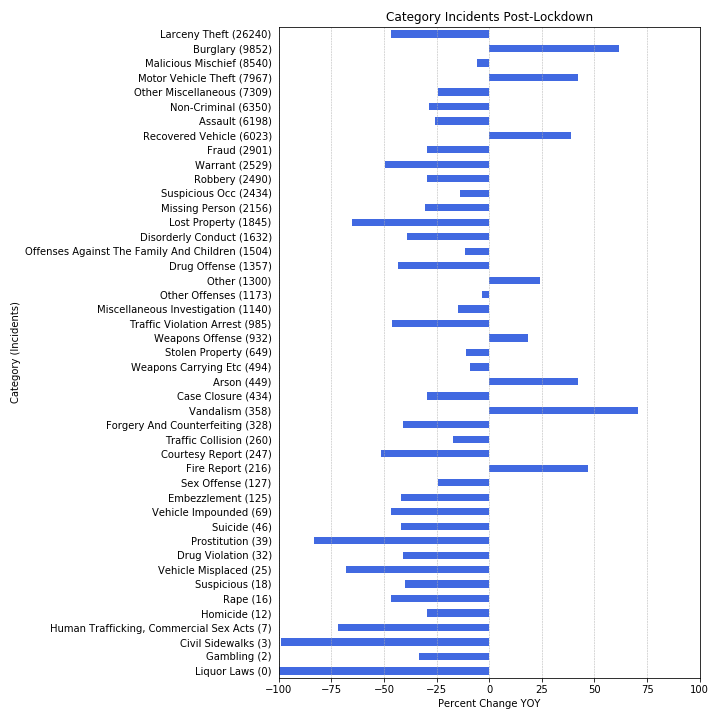 Category Incidents Post-Lockdown
Larceny Theft (26240)
Burglary (9852)
Malicious Mischief (8540)
Motor Vehicle Theft (7967)
Other Miscellaneous (7309)
Non-Criminal (6350)
Assault (6198)
Recovered Vehicle (6023)
Fraud (2901)
Warrant (2529)
Robbery (2490)
Suspicious Occ (2434)
Missing Person (2156)
Lost Property (1845)
Disorderly Conduct (1632)
Offenses Against The Family And Children (1504)
Drug Offense (1357)
Other (1300)
Other Offenses (1173)
Miscellaneous Investigation (1140)
Traffic Violation Arrest (985)
Weapons Offense (932)
Stolen Property (649)
Weapons Carrying Etc (494)
Arson (449)
Case Closure (434)
Vandalism (358)
Forgery And Counterfeiting (328)
Traffic Collision (260)
Courtesy Report (247)
Fire Report (216)
Sex Offense (127)
Embezzlement (125)
Vehicle Impounded (69)
Suicide (46)
Prostitution (39)
Drug Violation (32)
Vehicle Misplaced (25)
Suspicious (18)
Rape (16)
Homicide (12)
Human Trafficking, Commercial Sex Acts (7)
Civil Sidewalks (3)
Gambling (2)
Liquor Laws (0)
Category (Incidents)
−100 −75 −50 −25 0 25 50 75 100
Percent Change YOY